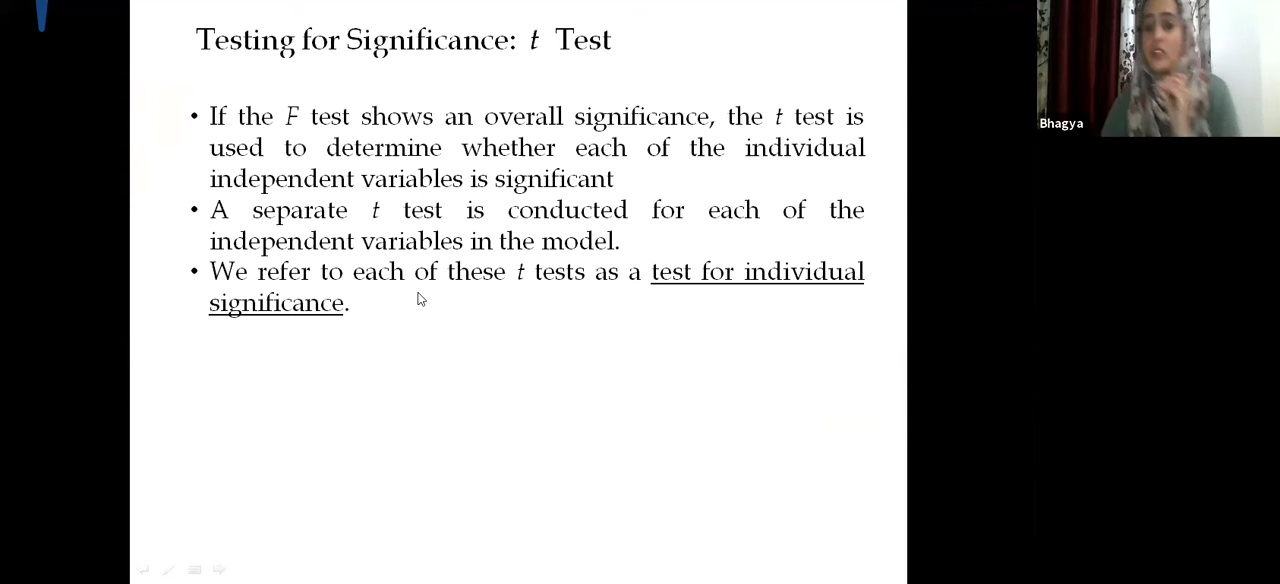 Testing for Significance: t Test
• If the F test shows an overall significance, the t test is
used to determine whether each of the individual
independent variables is significant
• A separate t test is conducted for each of the
independent variables in the model.
• We refer to each of these t tests as a test for individual
significance.
Bhagya